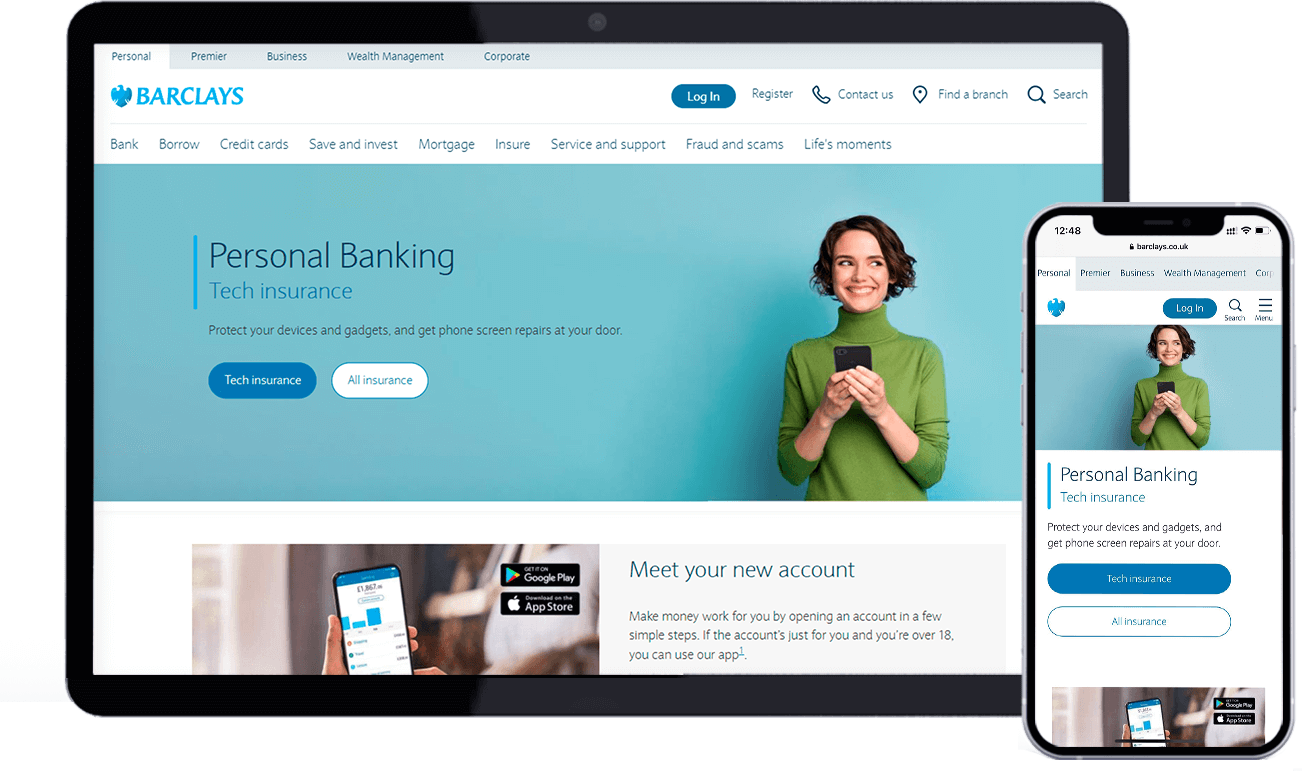 Personal Premier Business Wealth Management Corporate
BARCLAYS
Log In Register Contact us Find a branch Search
Bank Borrow Credit cards Save and invest Mortgage Insure Service and support Fraud and scams Life's moments
Personal Banking
Tech insurance
Protect your devices and gadgets, and get phone screen repairs at your door.
Tech insurance All insurance
GET IT ON
Google Play
Download on the
App Store
£1,867
Meet your new account
Make money work for you by opening an account in a few
simple steps. If the account's just for you and you're over 18,
you can use our app1.
12:48
barclays.co.uk
Personal Premier Business Wealth Management Corp
Log In Search Menu
Personal Banking
Tech insurance
Protect your devices and gadgets, and
get phone screen repairs at your door.
Tech insurance
All insurance
Google Play
App Store